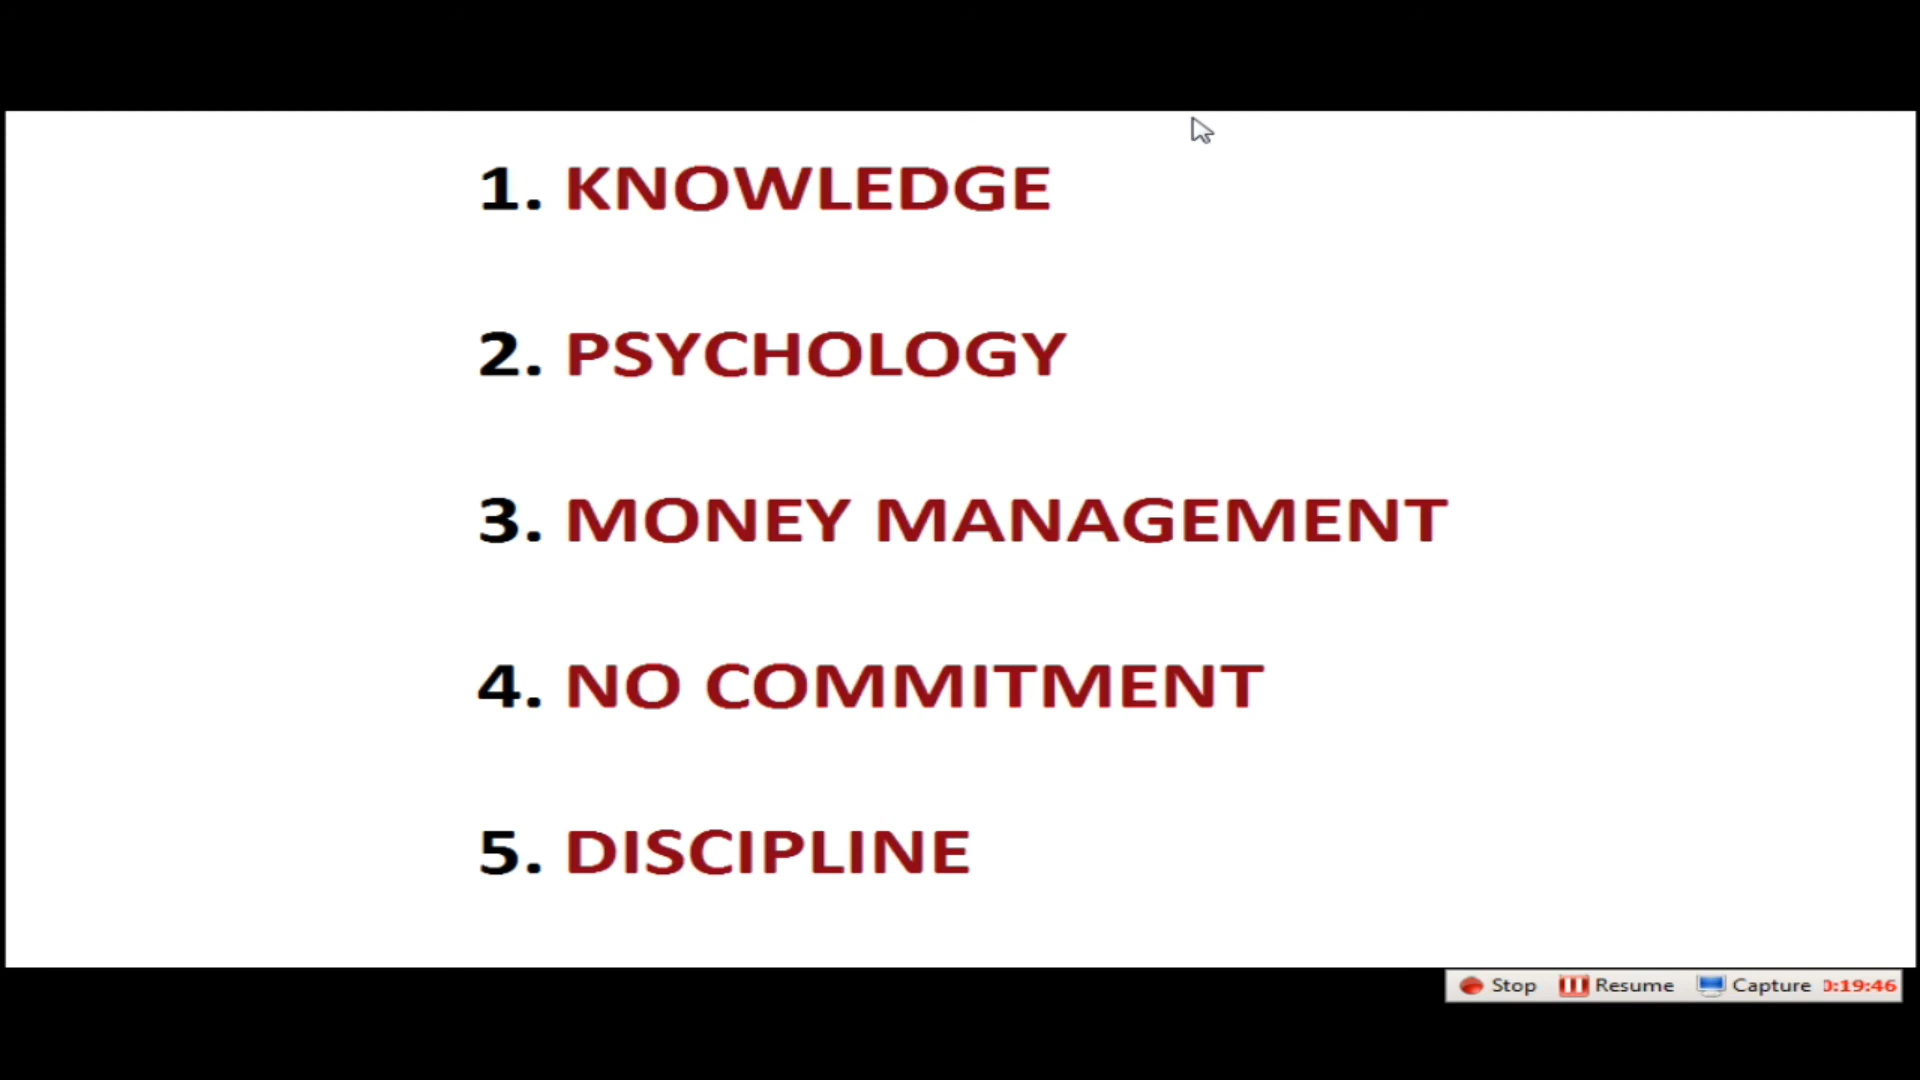 1. KNOWLEDGE
2. PSYCHOLOGY
3. MONEY MANAGEMENT
4. NO COMMITMENT
5. DISCIPLINE
Stop Resume Capture 0:19:46